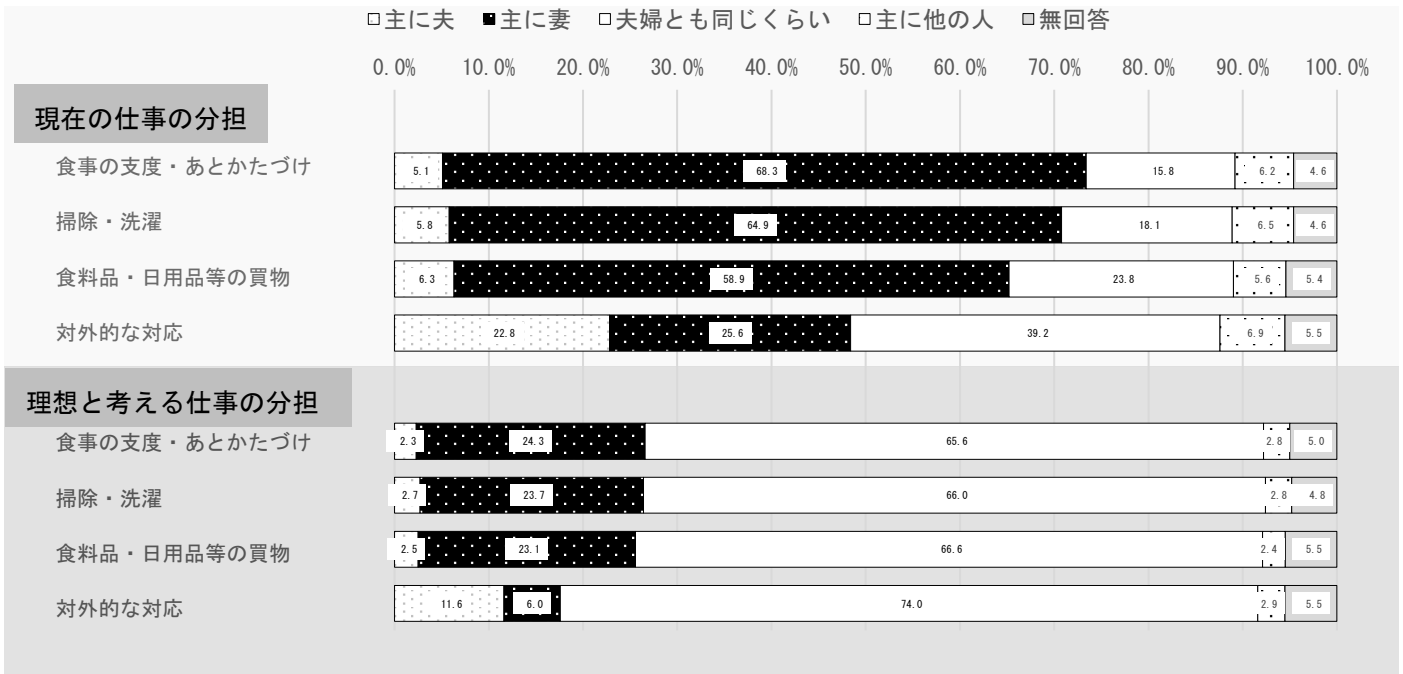 主に夫 主に妻 夫婦とも同じくらい 主に他の人 無回答
0.0% 10.0% 20.0% 30.0% 40.0% 50.0% 60.0% 70.0% 80.0% 90.0% 100.0%
現在の仕事の分担
食事の支度・あとかたづけ 5.1 68.3 15.8 6.2 4.6
掃除・洗濯 5.8 64.9 18.1 6.5 4.6
食料品・日用品等の買物 6.3 58.9 23.8 5.6 5.4
対外的な対応 22.8 25.6 39.2 6.9 5.5
理想と考える仕事の分担
食事の支度・あとかたづけ 2.3 24.3 65.6 2.8 5.0
掃除・洗濯 2.7 23.7 66.0 2.8 4.8
食料品・日用品等の買物 2.5 23.1 66.6 2.4 5.5
対外的な対応 11.6 6.0 74.0 2.9 5.5